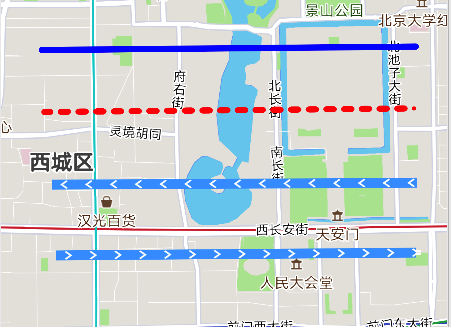 景山公园
北京大学红
北池子大街
府右街
北长街
心
灵境胡同
南长街
西城区
汉光百货
西长安街
天安门
人民大会堂
前门西大街
前门东大街